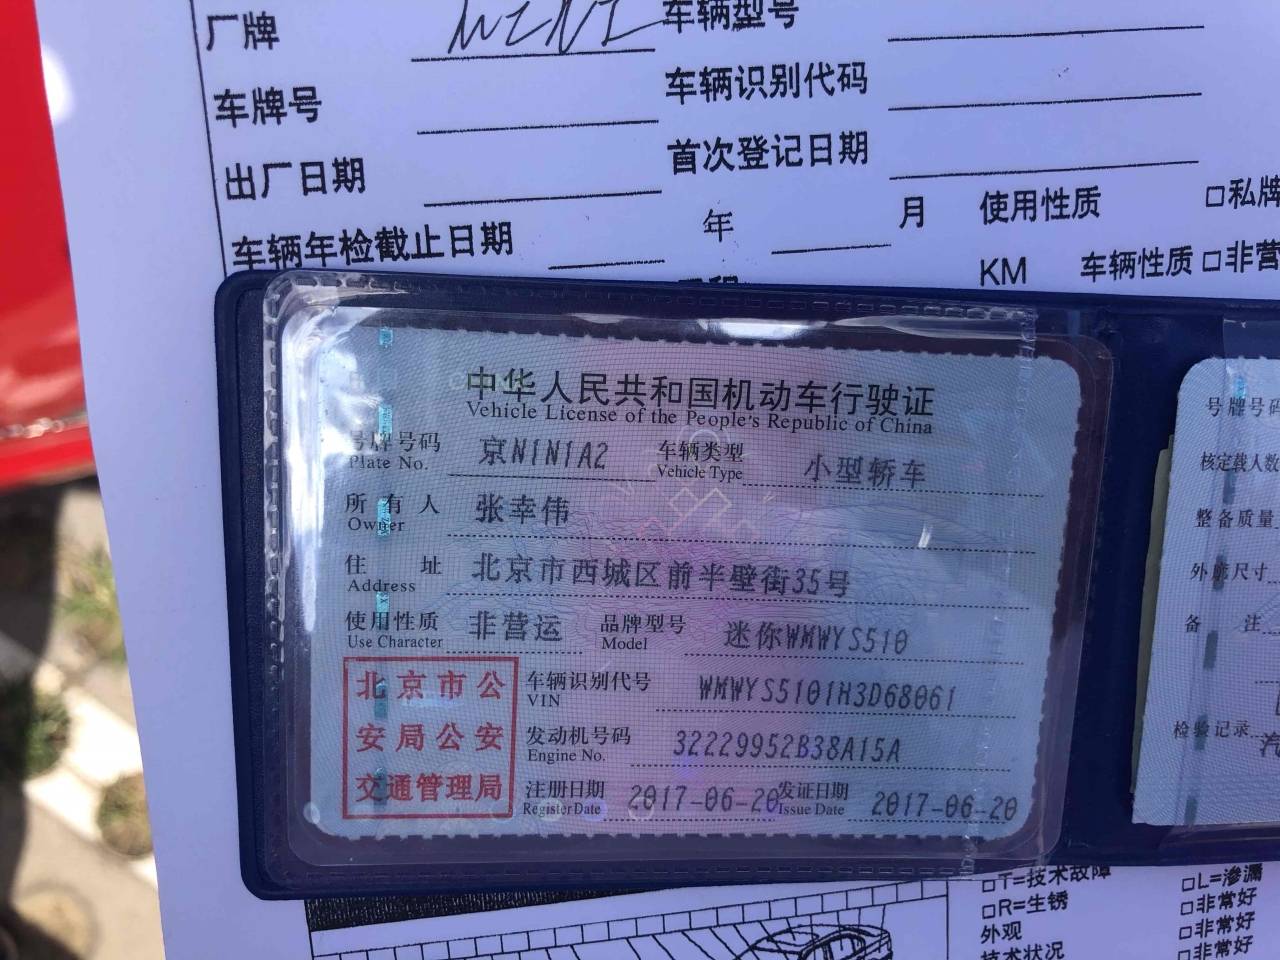 厂牌 车辆型号
车牌号 车辆识别代码
出厂日期 首次登记日期
车辆年检截止日期 年 月 使用性质 □私牌
KM 车辆性质 □非营
中华人民共和国机动车行驶证
Vehicle License of the People's Republic of China
号牌号码 京N1N1A2 车辆类型 小型轿车
Plate No. Vehicle Type
所有人 张幸伟
Owner
住址 北京市西城区前半壁街35号
Address
使用性质 非营运 品牌型号 迷你WMWYS510
Use Character Model
北京市公
安局公安
交通管理局
车辆识别代号 WMWYS5101H3D68061
VIN
发动机号码 32229952B38A15A
Engine No.
注册日期 2017-06-20 发证日期 2017-06-20
Register Date Issue Date
号牌号码
核定载人数
整备质量
外廓尺寸
备注
检验记录
□T=技术故障 □L=渗漏
□R=生锈 □非常好
外观 □非常好
技术状况 □非常好